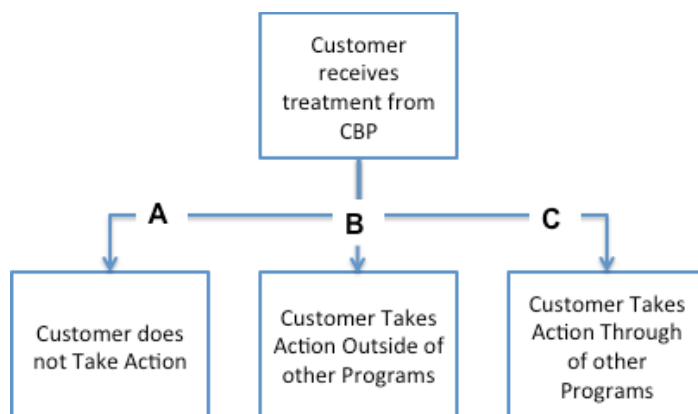 Customer
receives
treatment from
CBP
A
B
C
Customer does
not Take Action
Customer Takes
Action Outside of
other Programs
Customer Takes
Action Through
of other
Programs